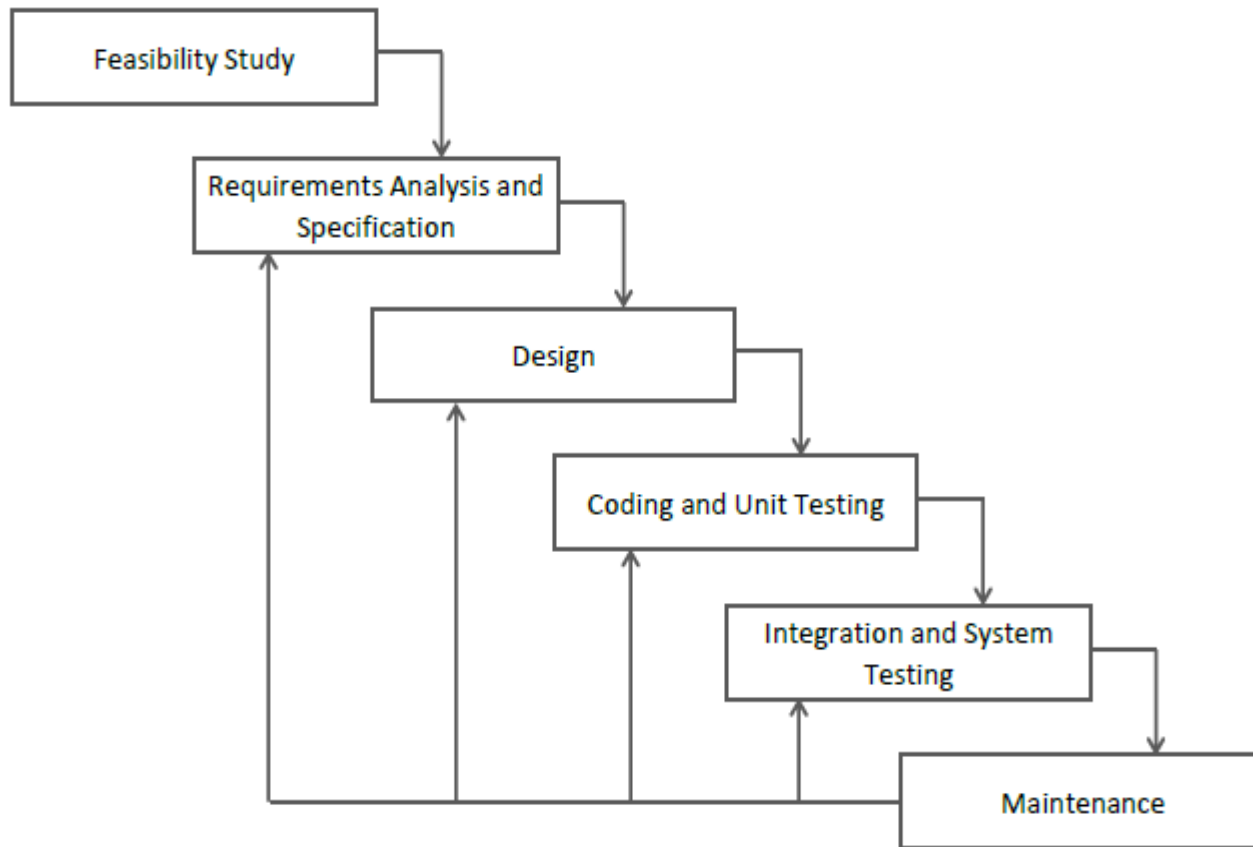 Feasibility Study
Requirements Analysis and
Specification
Design
Coding and Unit Testing
Integration and System
Testing
Maintenance